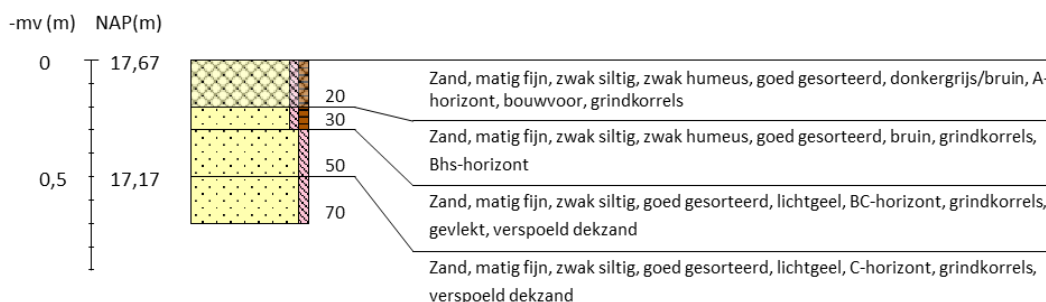 -mv (m) NAP(m)
0 17,67
20
30
0,5 17,17
50
70
Zand, matig fijn, zwak siltig, zwak humeus, goed gesorteerd, donkergrijs/bruin, A-
horizont, bouwvoor, grindkorrels
Zand, matig fijn, zwak siltig, zwak humeus, goed gesorteerd, bruin, grindkorrels,
Bhs-horizont
Zand, matig fijn, zwak siltig, goed gesorteerd, lichtgeel, BC-horizont, grindkorrels,
gevlekt, verspoeld dekzand
Zand, matig fijn, zwak siltig, goed gesorteerd, lichtgeel, C-horizont, grindkorrels,
verspoeld dekzand